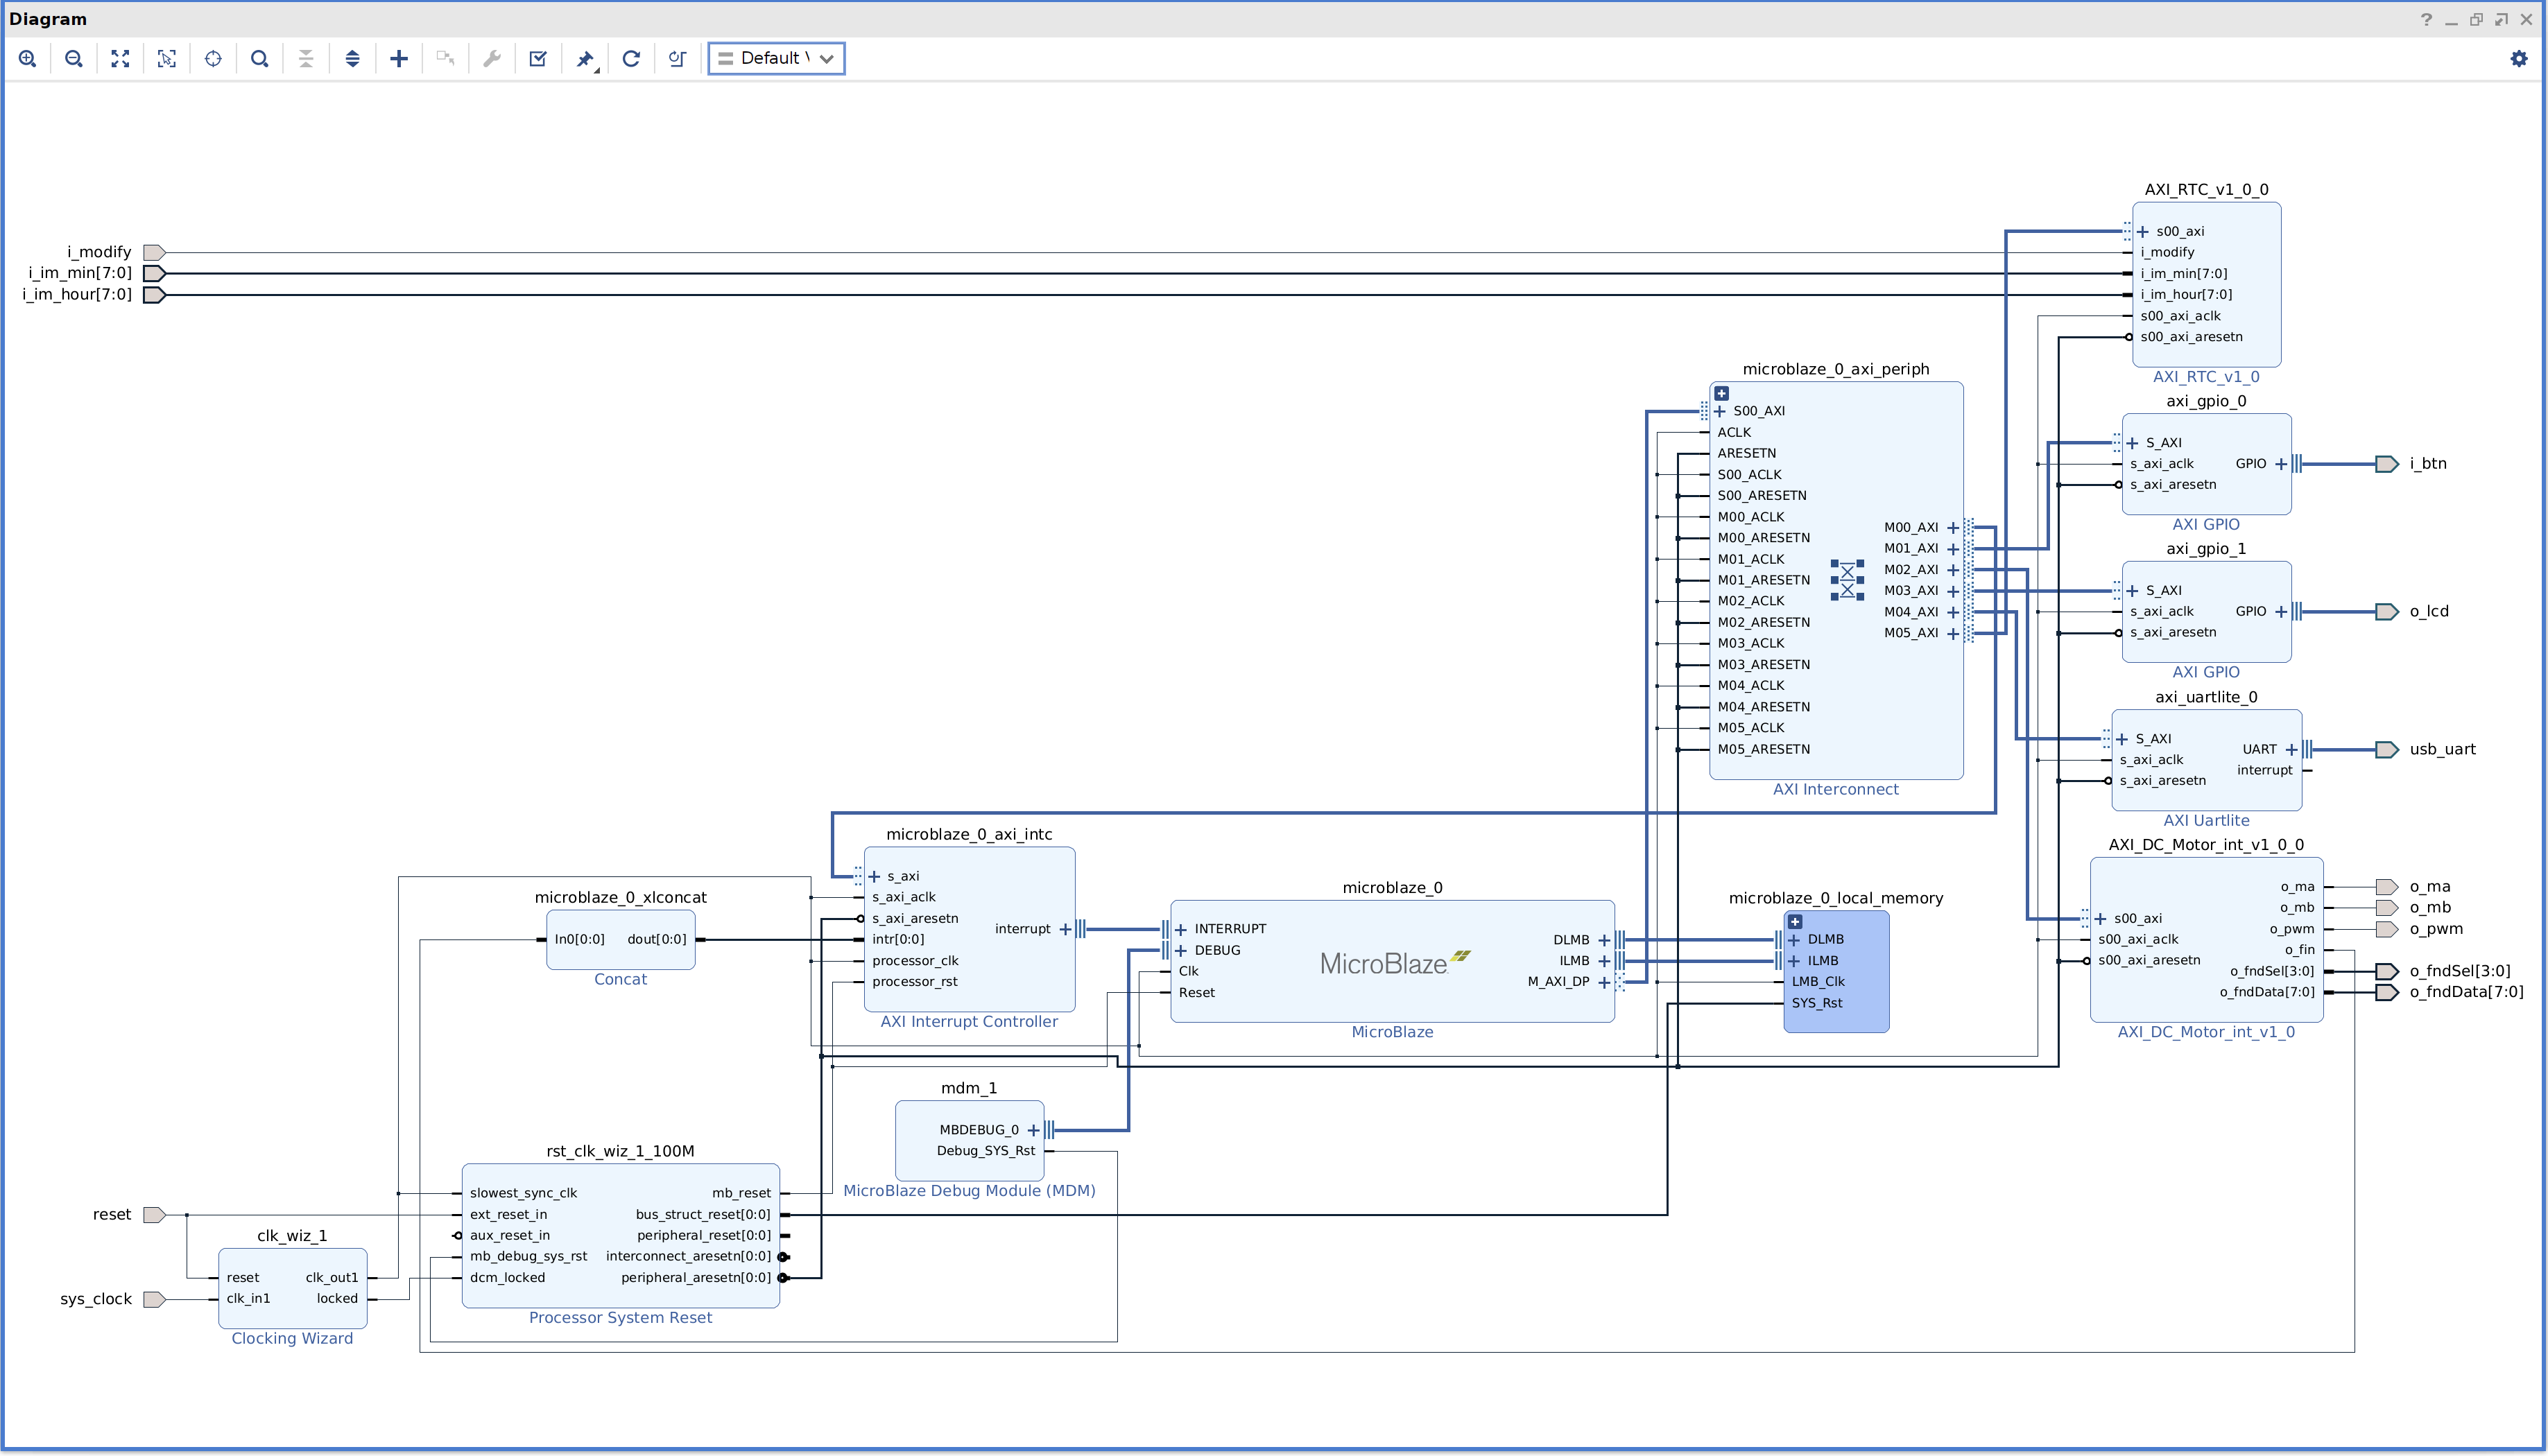 Diagram
Default
AXI_RTC_v1_0_0
s00_axi
i_modify
i_im_min[7:0]
i_im_hour[7:0]
s00_axi_aclk
s00_axi_aresetn
AXI_RTC_v1_0
i_modify
i_im_min[7:0]
i_im_hour[7:0]
microblaze_0_axi_periph
S00_AXI
ACLK
ARESETN
S00_ACLK
S00_ARESETN
M00_ACLK
M00_ARESETN
M01_ACLK
M01_ARESETN
M02_ACLK
M02_ARESETN
M03_ACLK
M03_ARESETN
M04_ACLK
M04_ARESETN
M05_ACLK
M05_ARESETN
M00_AXI
M01_AXI
M02_AXI
M03_AXI
M04_AXI
M05_AXI
AXI Interconnect
axi_gpio_0
S_AXI
s_axi_aclk
s_axi_aresetn
GPIO
AXI GPIO
i_btn
axi_gpio_1
S_AXI
s_axi_aclk
s_axi_aresetn
GPIO
AXI GPIO
o_lcd
axi_uartlite_0
S_AXI
s_axi_aclk
s_axi_aresetn
UART
interrupt
AXI Uartlite
usb_uart
AXI_DC_Motor_int_v1_0_0
s00_axi
s00_axi_aclk
s00_axi_aresetn
o_ma
o_mb
o_pwm
o_fin
o_fndSel[3:0]
o_fndData[7:0]
AXI_DC_Motor_int_v1_0
o_ma
o_mb
o_pwm
o_fndSel[3:0]
o_fndData[7:0]
microblaze_0_axi_intc
s_axi
s_axi_aclk
s_axi_aresetn
intr[0:0]
processor_clk
processor_rst
interrupt
AXI Interrupt Controller
microblaze_0_xlconcat
In0[0:0]
dout[0:0]
Concat
microblaze_0
INTERRUPT
DEBUG
Clk
Reset
MicroBlaze
DLMB
ILMB
M_AXI_DP
MicroBlaze
microblaze_0_local_memory
DLMB
ILMB
LMB_Clk
SYS_Rst
mdm_1
MBDEBUG_0
Debug_SYS_Rst
MicroBlaze Debug Module (MDM)
rst_clk_wiz_1_100M
slowest_sync_clk
ext_reset_in
aux_reset_in
mb_debug_sys_rst
dcm_locked
mb_reset
bus_struct_reset[0:0]
peripheral_reset[0:0]
interconnect_aresetn[0:0]
peripheral_aresetn[0:0]
Processor System Reset
reset
sys_clock
clk_wiz_1
reset
clk_in1
clk_out1
locked
Clocking Wizard